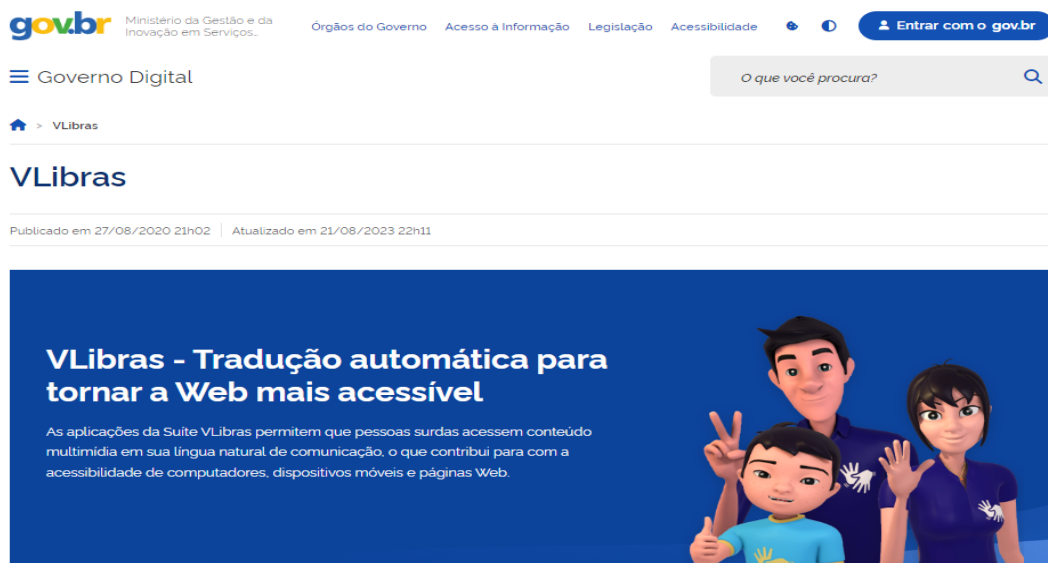 gov.br
Ministério da Gestão e da
Inovação em Serviços...
Órgãos do Governo Acesso à Informação Legislação Acessibilidade
Entrar com o gov.br
Governo Digital
O que você procura?
> VLibras
VLibras
Publicado em 27/08/2020 21h02 Atualizado em 21/08/2023 22h11
VLibras - Tradução automática para
tornar a Web mais acessível
As aplicações da Suíte VLibras permitem que pessoas surdas acessem conteúdo
multimídia em sua língua natural de comunicação, o que contribui para com a
acessibilidade de computadores, dispositivos móveis e páginas Web.